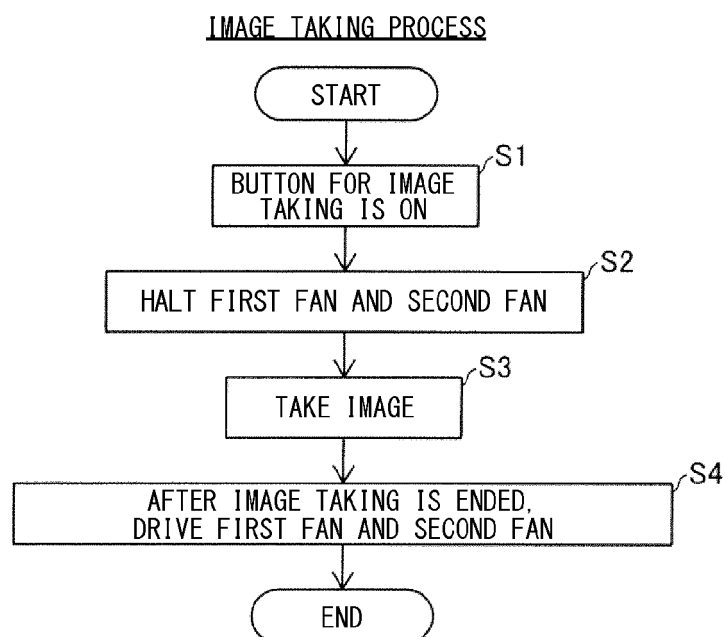 IMAGE TAKING PROCESS
START
S1
BUTTON FOR IMAGE
TAKING IS ON
S2
HALT FIRST FAN AND SECOND FAN
S3
TAKE IMAGE
S4
AFTER IMAGE TAKING IS ENDED,
DRIVE FIRST FAN AND SECOND FAN
END